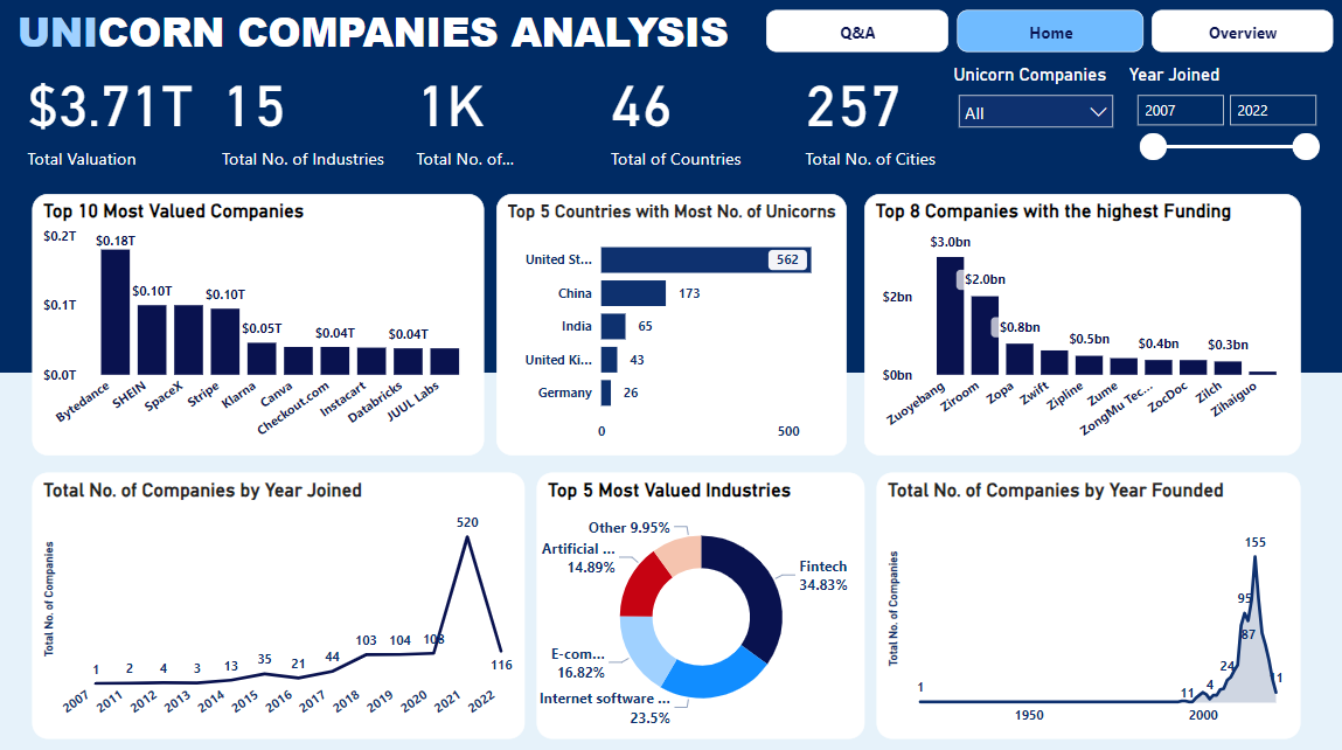 UNICORN COMPANIES ANALYSIS
Q&A
Home
Overview
$3.71T
15
1K
46
257
Total Valuation
Total No. of Industries
Total No. of...
Total of Countries
Total No. of Cities
Unicorn Companies
All
Year Joined
2007
2022
Top 10 Most Valued Companies
$0.2T
$0.1T
$0.0T
$0.18T
$0.10T
$0.10T
$0.05T
$0.04T
$0.04T
Bytedance
SHEIN
SpaceX
Stripe
Klarna
Canva
Checkout.com
Instacart
Databricks
JUUL Labs
Top 5 Countries with Most No. of Unicorns
United St... 562
China 173
India 65
United Ki... 43
Germany 26
0 500
Top 8 Companies with the highest Funding
$2bn
$0bn
$3.0bn
$2.0bn
$0.8bn
$0.5bn
$0.4bn
$0.3bn
Zuoyebang
Ziroom
Zopa
Zwift
Zipline
Zume
ZongMu Tec...
ZocDoc
Zilch
Zihaiguo
Total No. of Companies by Year Joined
Total No. of Companies
1
2
4
3
13
35
21
44
103
104
108
520
116
2007
2011
2012
2013
2014
2015
2016
2017
2018
2019
2020
2021
2022
Top 5 Most Valued Industries
Other 9.95%
Artificial ...
14.89%
E-com...
16.82%
Internet software ...
23.5%
Fintech
34.83%
Total No. of Companies by Year Founded
Total No. of Companies
1
11
4
24
95
87
155
1950
2000